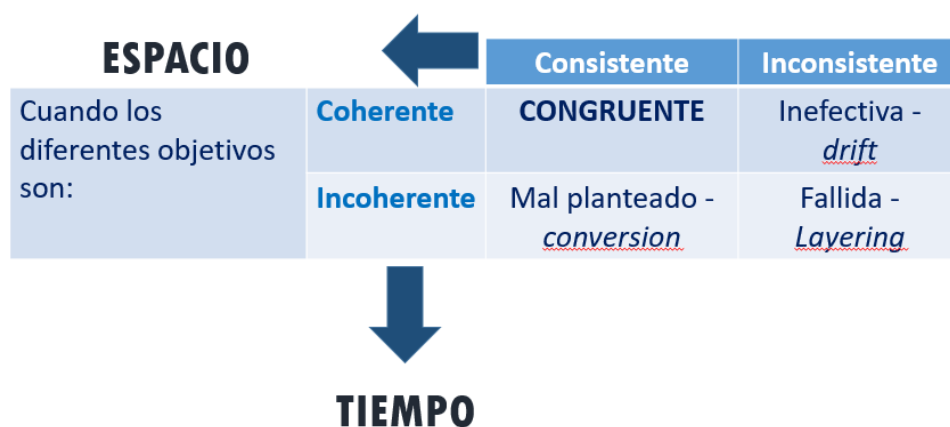 ESPACIO
Consistente
Inconsistente
Cuando los
diferentes objetivos
son:
Coherente
CONGRUENTE
Inefectiva -
drift
Incoherente
Mal planteado -
conversion
Fallida -
Layering
TIEMPO